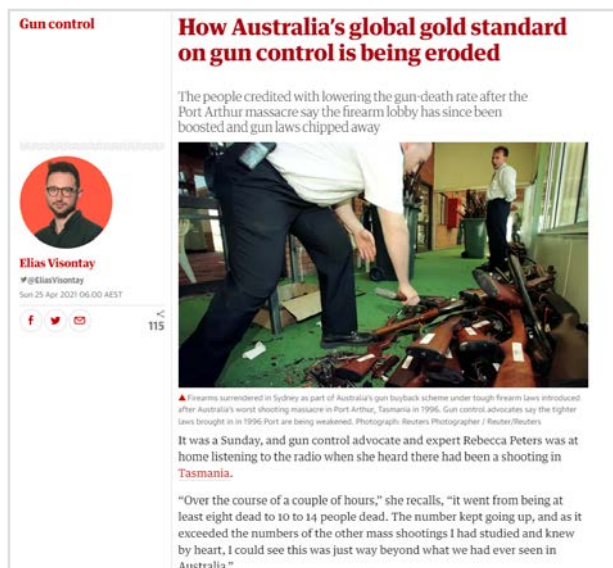 Gun control
How Australia's global gold standard
on gun control is being eroded
The people credited with lowering the gun-death rate after the
Port Arthur massacre say the firearm lobby has since been
boosted and gun laws chipped away
Elias Visontay
@EliasVisontay
Sun 25 Apr 2021 06.00 AEST
115
Firearms surrendered in Sydney as part of Australia's gun buyback scheme under tough firearm laws introduced
after Australia's worst shooting massacre in Port Arthur, Tasmania in 1996. Gun control advocates say the tighter
laws brought in in 1996 Port are being weakened. Photograph: Reuters Photographer / Reuter/Reuters
It was a Sunday, and gun control advocate and expert Rebecca Peters was at
home listening to the radio when she heard there had been a shooting in
Tasmania.
“Over the course of a couple of hours,” she recalls, “it went from being at
least eight dead to 10 to 14 people dead. The number kept going up, and as it
exceeded the numbers of the other mass shootings I had studied and knew
by heart, I could see this was just way beyond what we had ever seen in
Australia.”